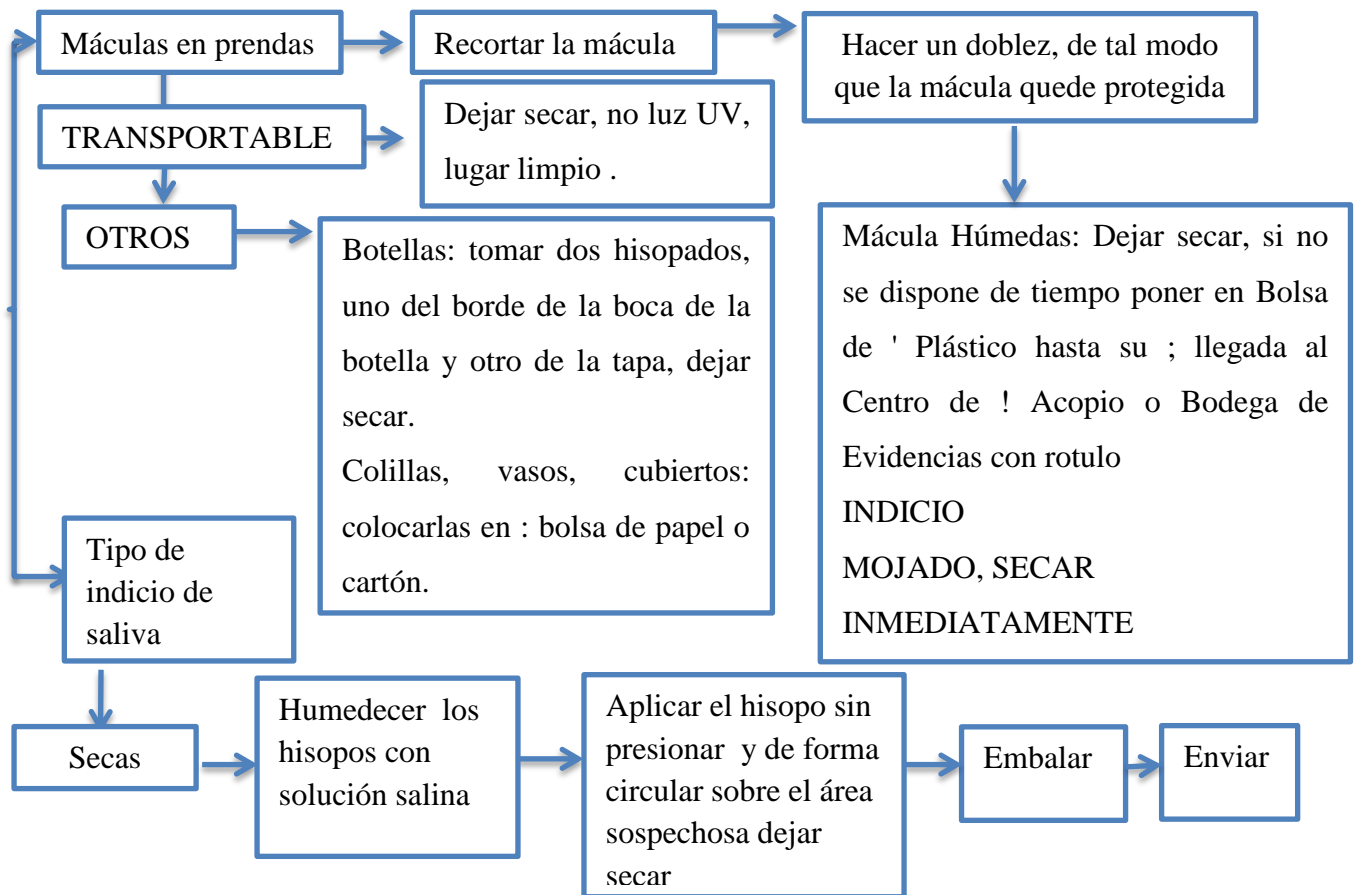 Máculas en prendas
Recortar la mácula
Hacer un doblez, de tal modo
que la mácula quede protegida
TRANSPORTABLE
Dejar secar, no luz UV,
lugar limpio .
OTROS
Botellas: tomar dos hisopados,
uno del borde de la boca de la
botella y otro de la tapa, dejar
secar.
Colillas, vasos, cubiertos:
colocarlas en : bolsa de papel o
cartón.
Mácula Húmedas: Dejar secar, si no
se dispone de tiempo poner en Bolsa
de ' Plástico hasta su ; llegada al
Centro de ! Acopio o Bodega de
Evidencias con rotulo
INDICIO
MOJADO, SECAR
INMEDIATAMENTE
Tipo de
indicio de
saliva
Secas
Humedecer los
hisopos con
solución salina
Aplicar el hisopo sin
presionar y de forma
circular sobre el área
sospechosa dejar
secar
Embalar
Enviar